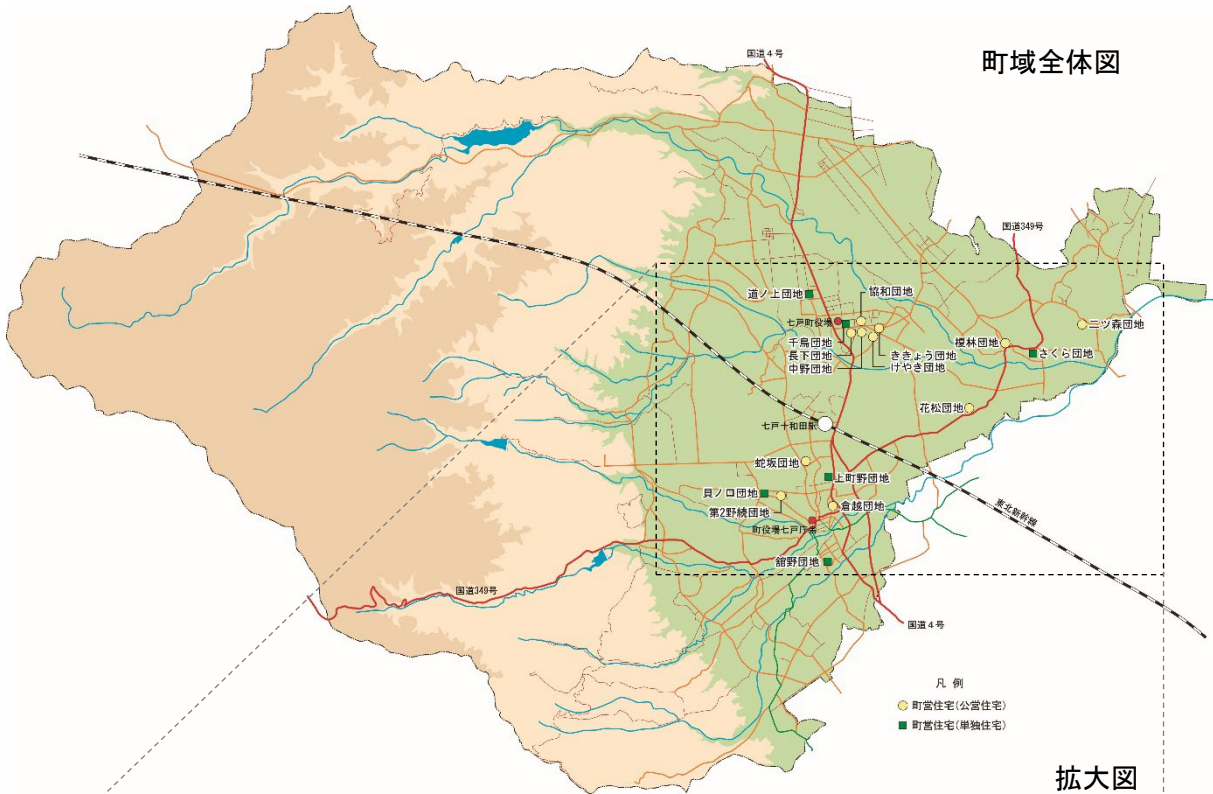 町域全体図
国道４号
国道349号
協和団地
道ノ上団地
七戸町役場
千鳥団地
長下団地
中野団地
ききょう団地
けやき団地
榎林団地
さくら団地
二ツ森団地
花松団地
七戸十和田駅
蛇坂団地
上町野団地
貝ノ口団地
第2野続団地
倉越団地
町役場七戸庁舎
舘野団地
東北新幹線
国道349号
国道４号
凡 例
町営住宅(公営住宅)
町営住宅(単独住宅)
拡大図